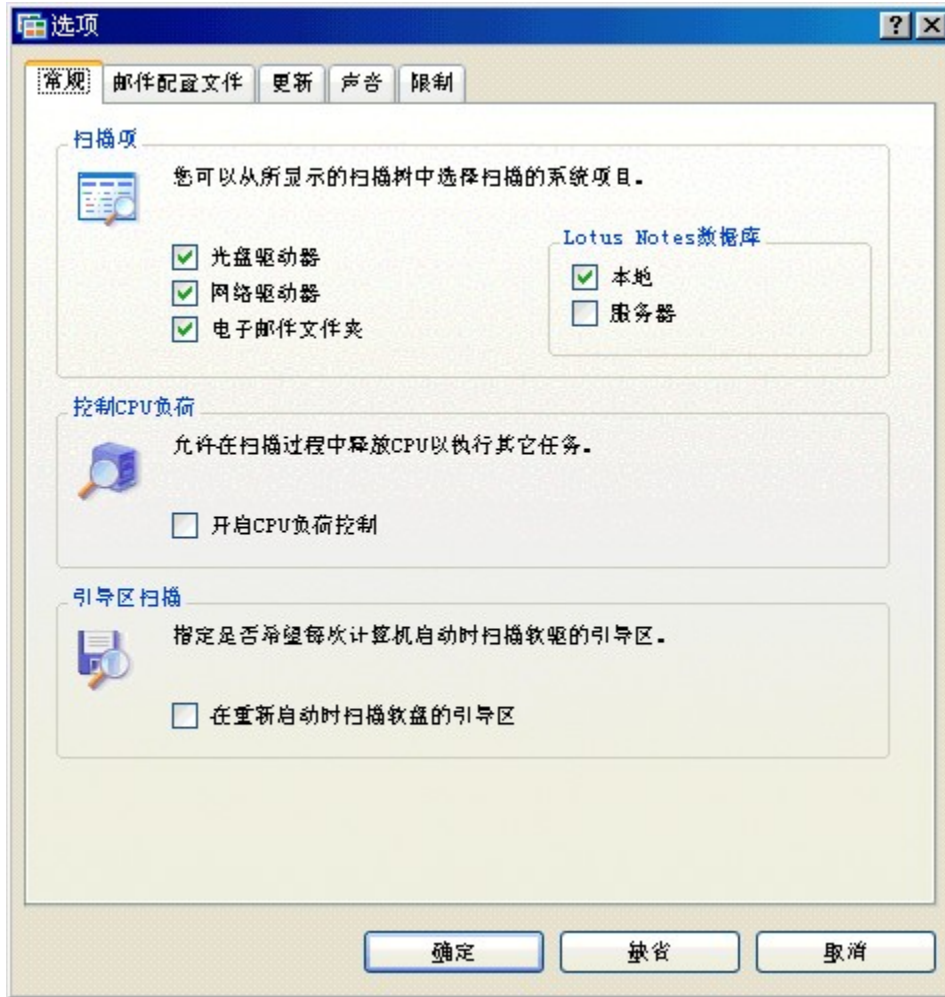 选项
常规 邮件配置文件 更新 声音 限制
扫描项
您可以从所显示的扫描树中选择扫描的系统项目.
光盘驱动器
网络驱动器
电子邮件文件夹
Lotus Notes数据库
本地
服务器
控制CPU负荷
允许在扫描过程中释放CPU以执行其它任务.
开启CPU负荷控制
引导区扫描
指定是否希望每次计算机启动时扫描软驱的引导区.
在重新启动时扫描软盘的引导区
确定 缺省 取消